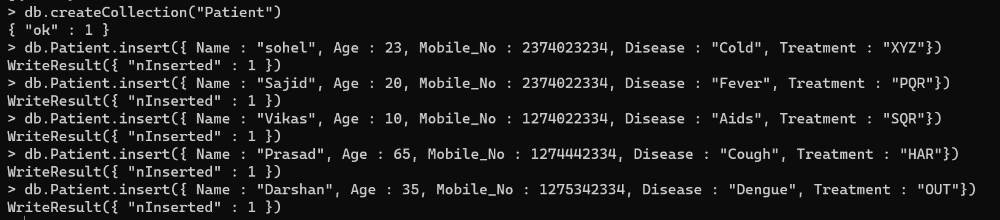 > db.createCollection("Patient")
{ "ok" : 1 }
> db.Patient.insert({ Name : "sohel", Age : 23, Mobile_No : 2374023234, Disease : "Cold", Treatment : "XYZ"})
WriteResult({ "nInserted" : 1 })
> db.Patient.insert({ Name : "Sajid", Age : 20, Mobile_No : 2374022334, Disease : "Fever", Treatment : "PQR"})
WriteResult({ "nInserted" : 1 })
> db.Patient.insert({ Name : "Vikas", Age : 10, Mobile_No : 1274022334, Disease : "Aids", Treatment : "SQR"})
WriteResult({ "nInserted" : 1 })
> db.Patient.insert({ Name : "Prasad", Age : 65, Mobile_No : 1274442334, Disease : "Cough", Treatment : "HAR"})
WriteResult({ "nInserted" : 1 })
> db.Patient.insert({ Name : "Darshan", Age : 35, Mobile_No : 1275342334, Disease : "Dengue", Treatment : "OUT"})
WriteResult({ "nInserted" : 1 })